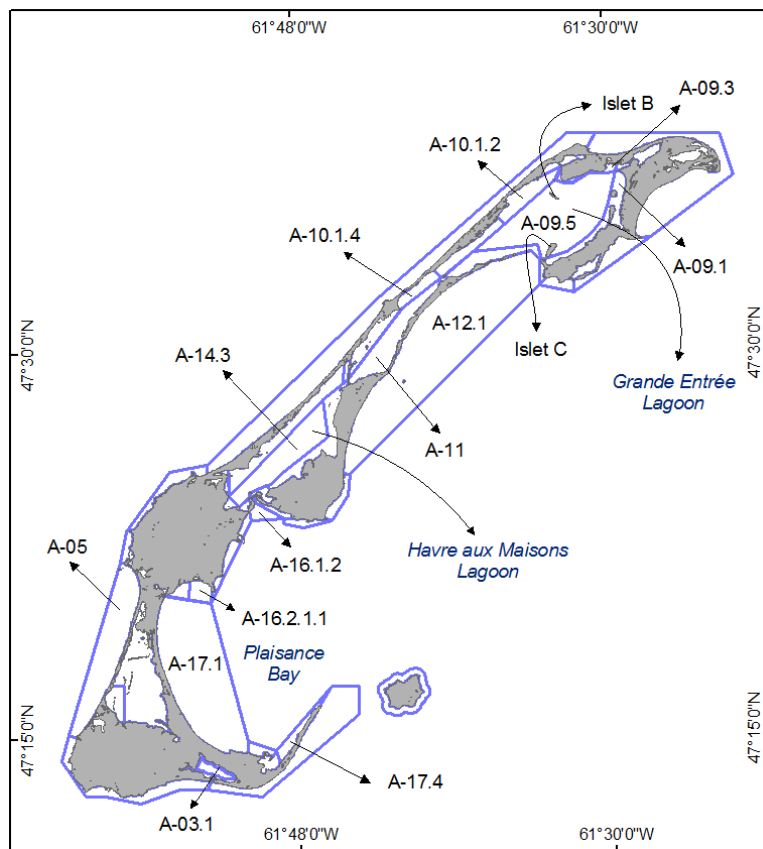 61°48'0"W
61°30'0"W
Islet B
A-09.3
A-10.1.2
A-09.5
A-10.1.4
A-09.1
A-12.1
47°30'0"N
47°30'0"N
A-14.3
Islet C
Grande Entrée
Lagoon
A-11
A-05
A-16.1.2
Havre aux Maisons
Lagoon
A-16.2.1.1
A-17.1
Plaisance
Bay
47°15'0"N
47°15'0"N
A-17.4
A-03.1
61°48'0"W
61°30'0"W